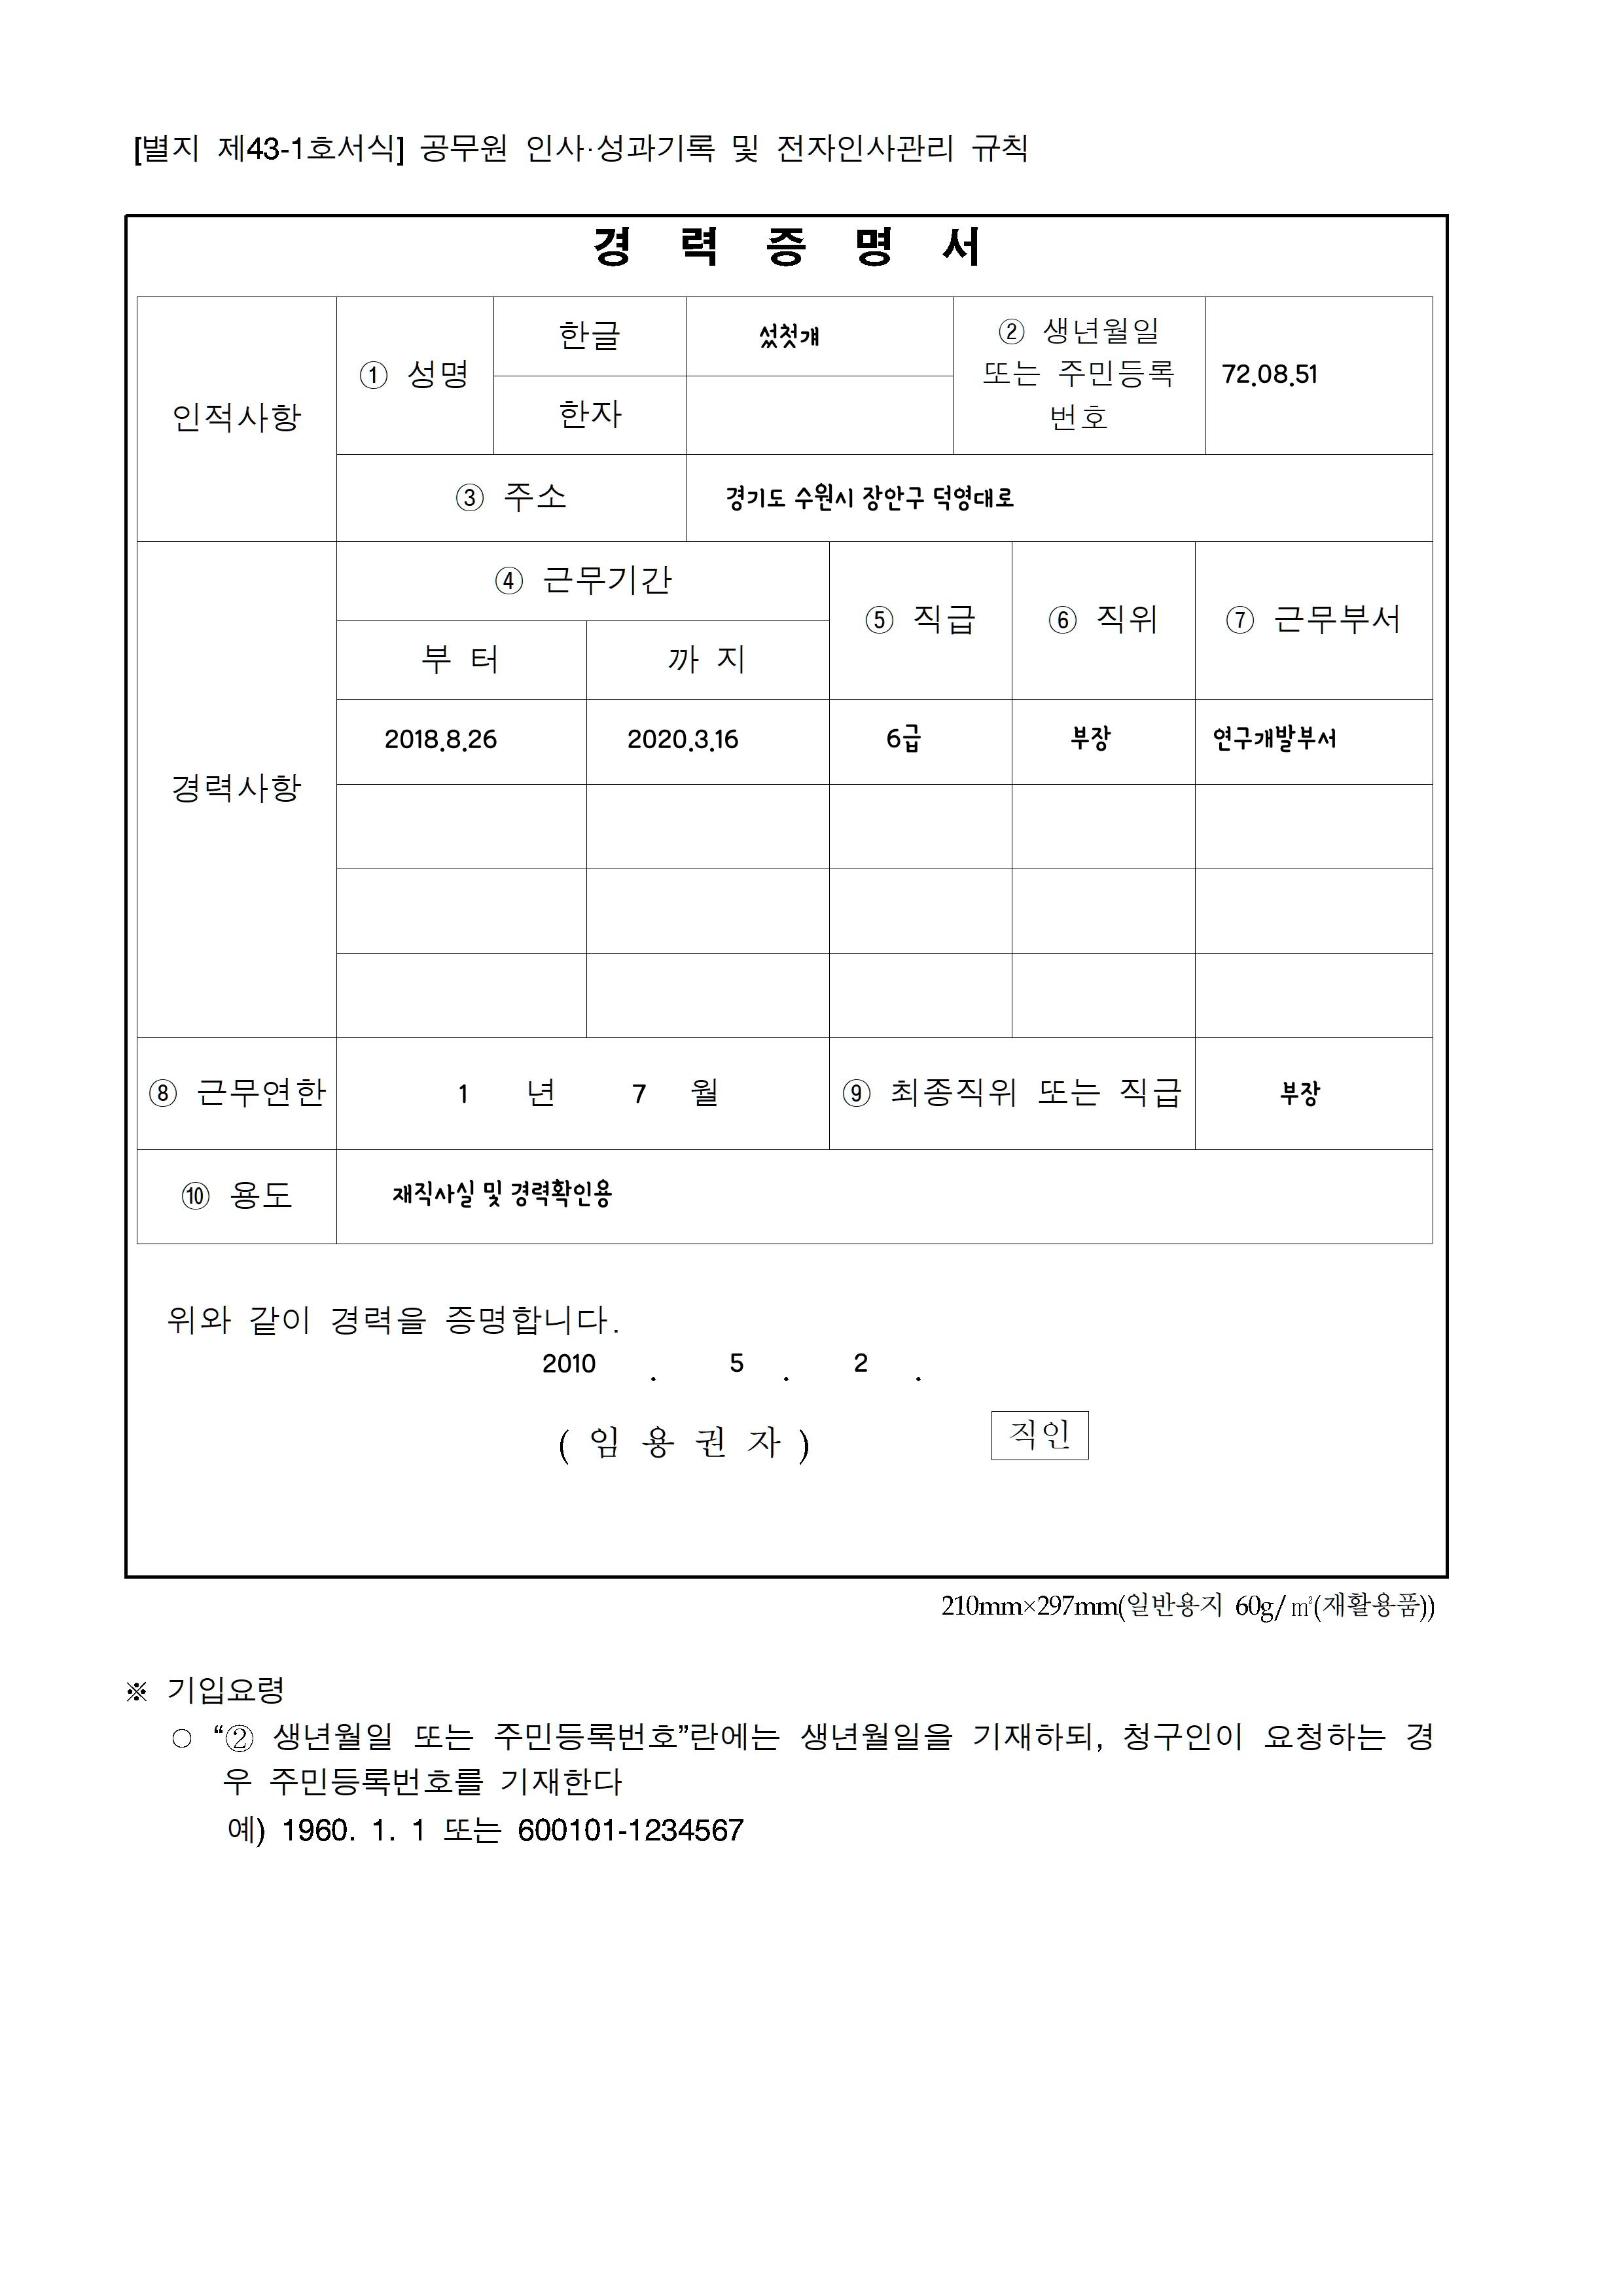 [별지 제43-1호서식] 공무원 인사·성과기록 및 전자인사관리 규칙
경 력 증 명 서
인적사항
① 성명
한글
섰첫걔
② 생년월일
또는 주민등록
번호
72.08.51
한자
③ 주소
경기도 수원시 장안구 덕영대로
경력사항
④ 근무기간
⑤ 직급
⑥ 직위
⑦ 근무부서
부 터
까 지
2018.8.26
2020.3.16
6급
부장
연구개발부서
⑧ 근무연한
1 년 7 월
⑨ 최종직위 또는 직급
부장
⑩ 용도
재직사실 및 경력확인용
위와 같이 경력을 증명합니다.
2010 . 5 . 2 .
( 임 용 권 자 )
직인
210mm×297mm(일반용지 60g/㎡(재활용품))
※ 기입요령
○ “② 생년월일 또는 주민등록번호”란에는 생년월일을 기재하되, 청구인이 요청하는 경
우 주민등록번호를 기재한다
예) 1960. 1. 1 또는 600101-1234567